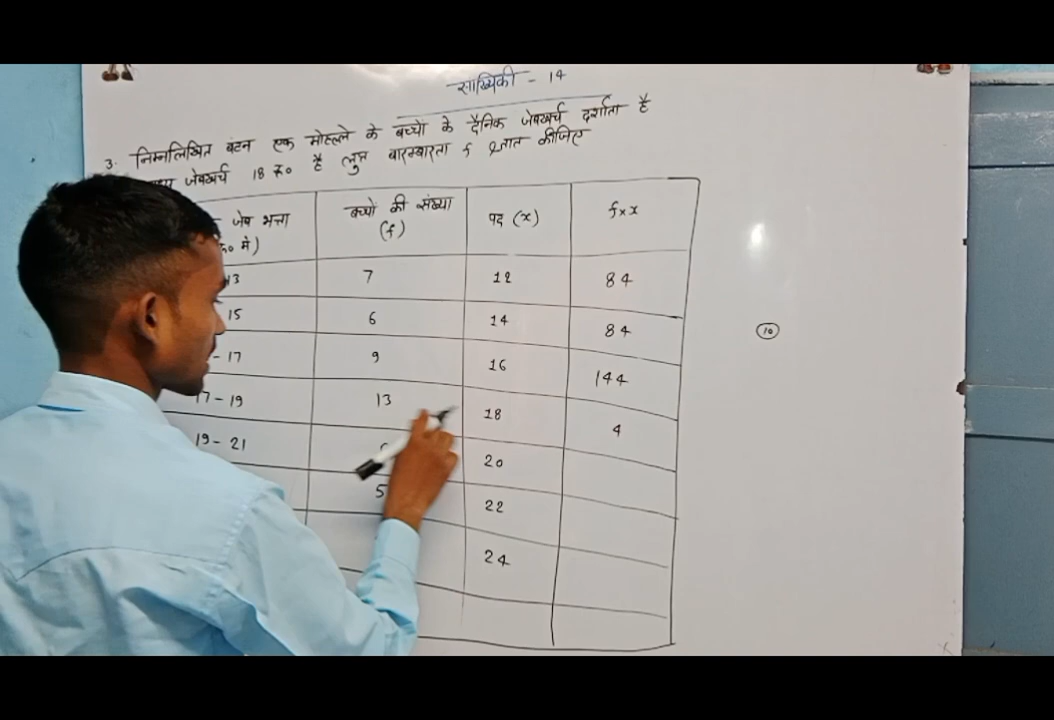 सांख्यिकी - 14
3. निम्नलिखित बंटन एक मोहल्ले के बच्चों के दैनिक जेबखर्च दर्शाता है
जेबखर्च 18 रु० है लुप्त बारम्बारता f ज्ञात कीजिए
जेब भत्ता बच्चों की संख्या पद (x) f×x
रु० में) (f)
13 7 12 84
15 6 14 84
- 17 9 16 144
17 - 19 13 18 4
19 - 21 20
5 22
24
10